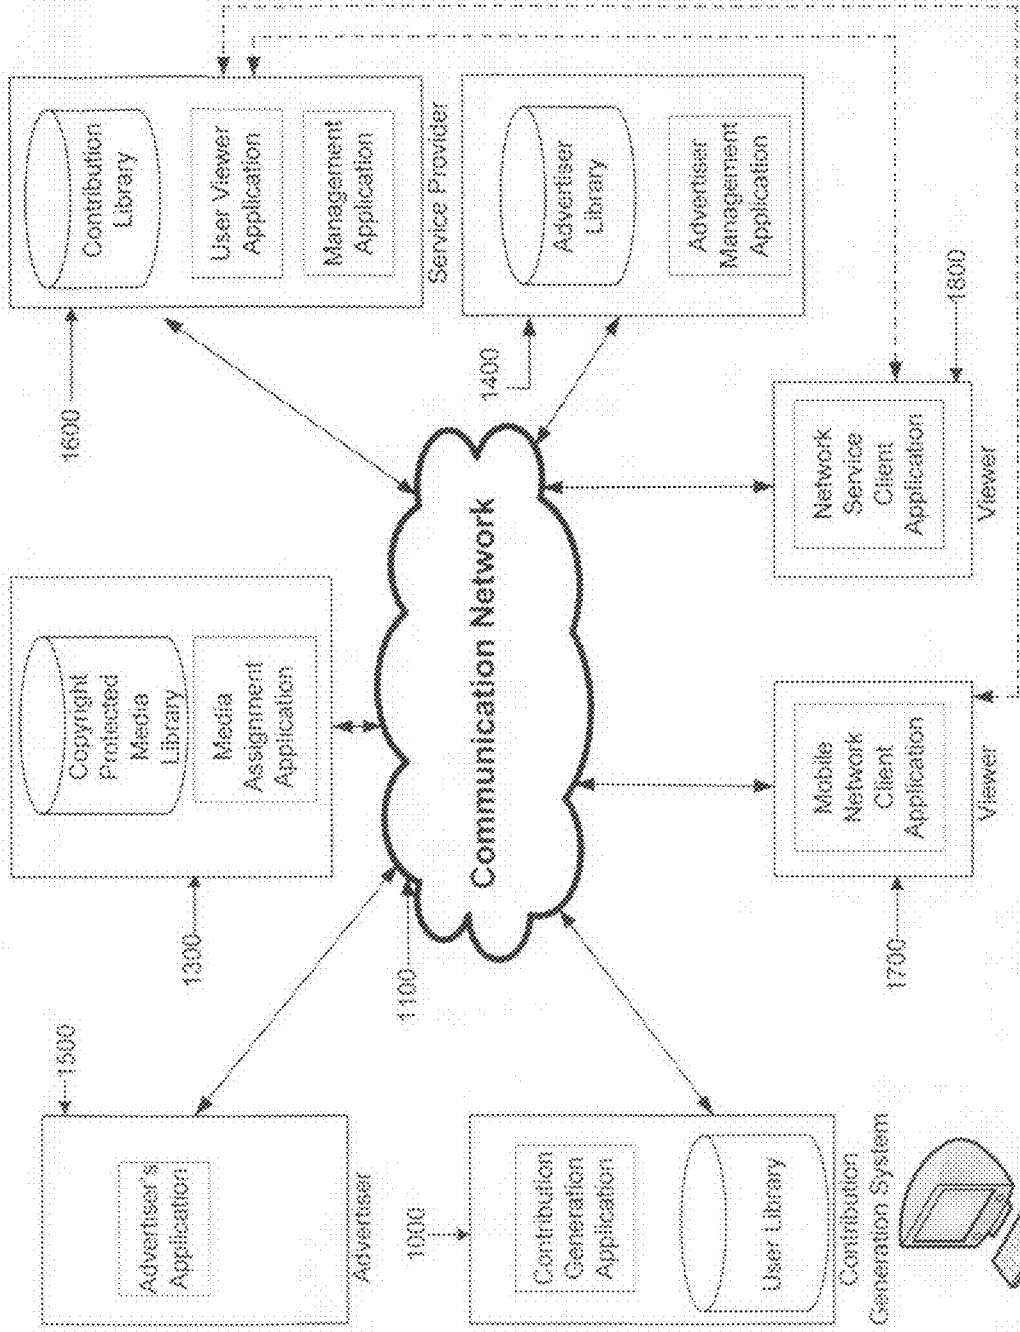 1500
Advertiser's
Application
Advertiser
1300
Copyright
Protected
Media
Library
Media
Assignment
Application
1600
Contribution
Library
User Viewer
Application
Management
Application
Service Provider
1100
Communication Network
1400
Advertiser
Library
Advertiser
Management
Application
1000
Contribution
Generation
Application
User Library
Contribution
Generation System
1700
Mobile
Network
Client
Application
Viewer
1800
Network
Service
Client
Application
Viewer